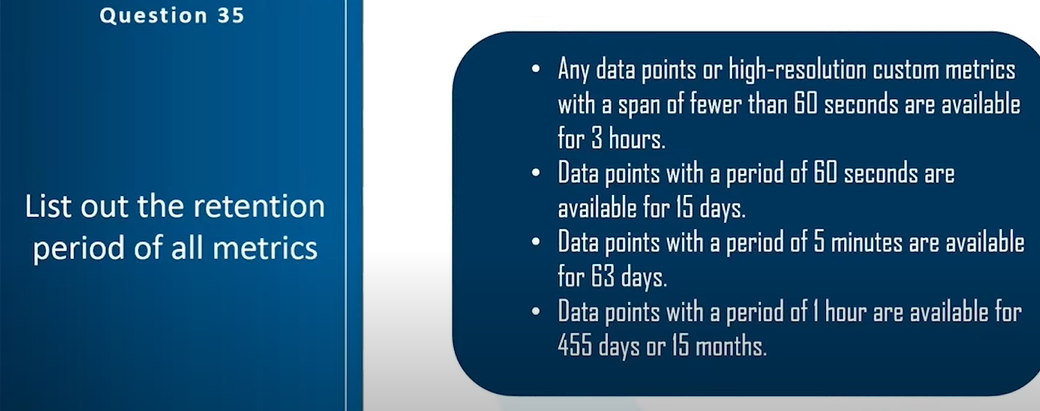 Question 35
List out the retention
period of all metrics
• Any data points or high-resolution custom metrics
with a span of fewer than 60 seconds are available
for 3 hours.
• Data points with a period of 60 seconds are
available for 15 days.
• Data points with a period of 5 minutes are available
for 63 days.
• Data points with a period of 1 hour are available for
455 days or 15 months.